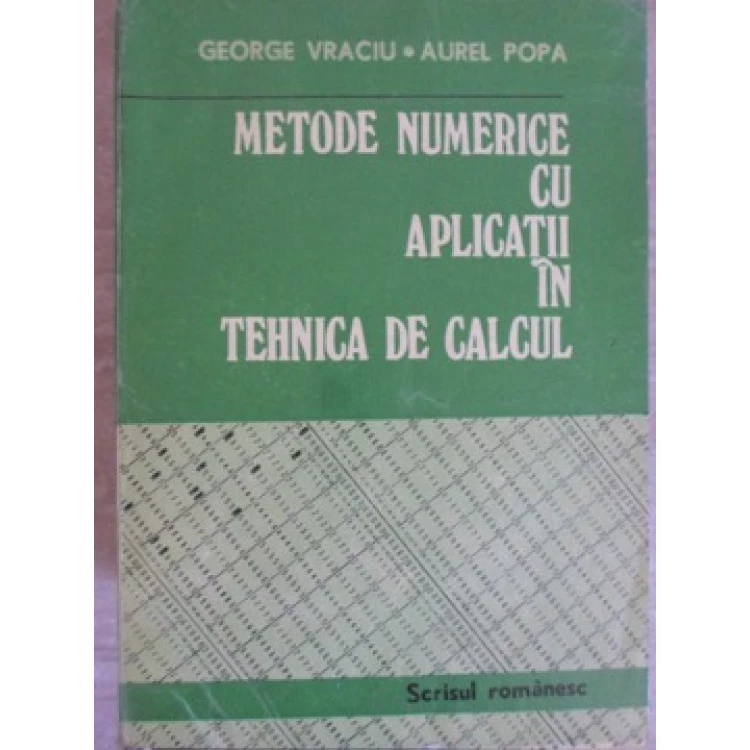 GEORGE VRACIU • AUREL POPA
METODE NUMERICE
CU
APLICAȚII
ÎN
TEHNICA DE CALCUL
Scrisul românesc